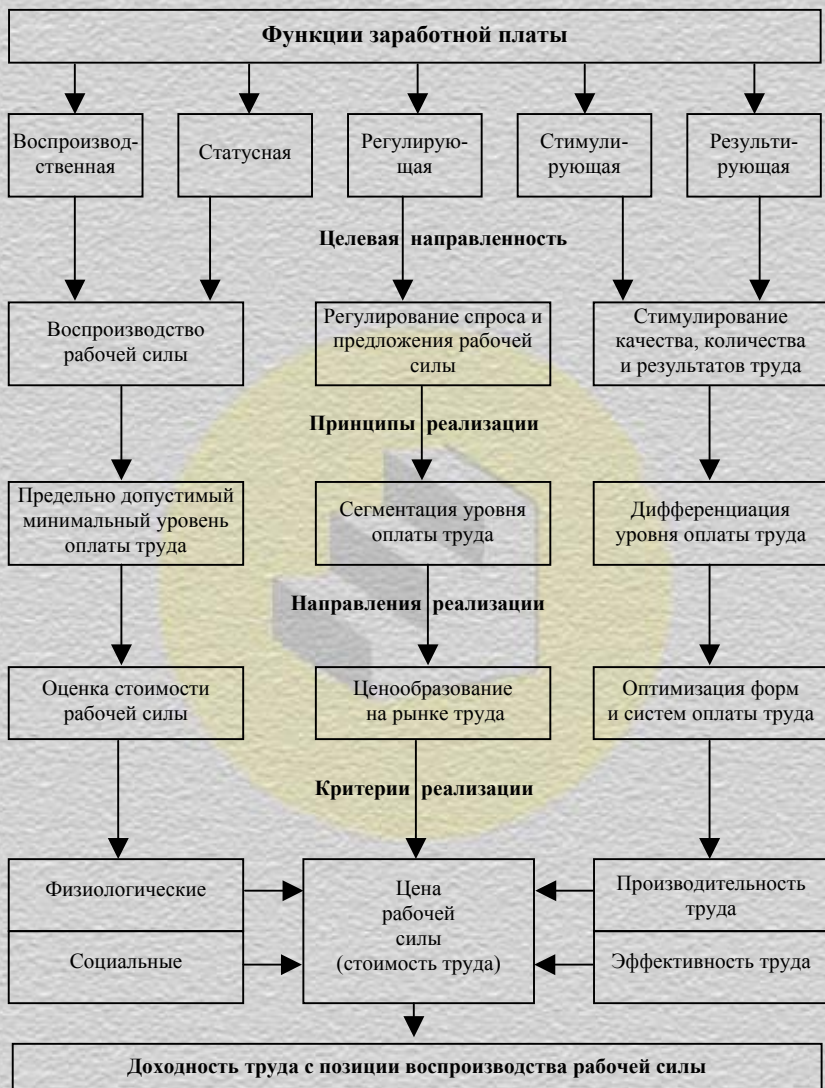 Функции заработной платы
Воспроизвод-
ственная
Статусная
Регулирую-
щая
Стимули-
рующая
Результи-
рующая
Целевая направленность
Воспроизводство
рабочей силы
Регулирование спроса и
предложения рабочей
силы
Стимулирование
качества, количества
и результатов труда
Принципы реализации
Предельно допустимый
минимальный уровень
оплаты труда
Сегментация уровня
оплаты труда
Дифференциация
уровня оплаты труда
Направления реализации
Оценка стоимости
рабочей силы
Ценообразование
на рынке труда
Оптимизация форм
и систем оплаты труда
Критерии реализации
Физиологические
Социальные
Цена
рабочей
силы
(стоимость труда)
Производительность
труда
Эффективность труда
Доходность труда с позиции воспроизводства рабочей силы